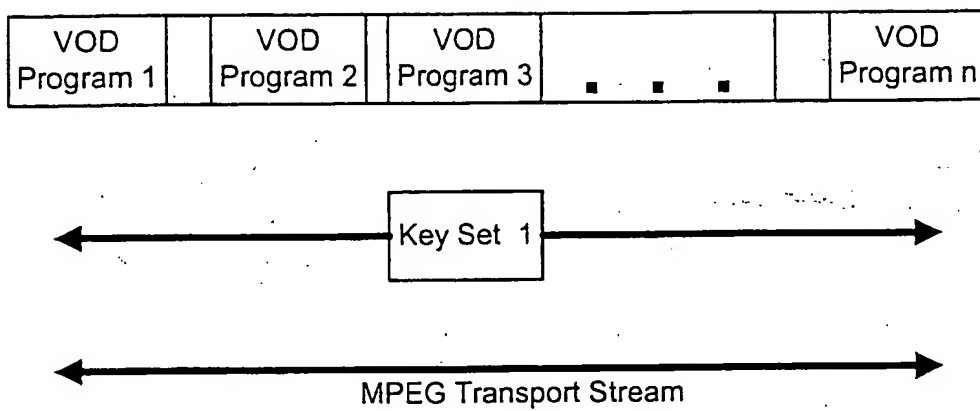 VOD
Program 1
VOD
Program 2
VOD
Program 3
. . .
VOD
Program n
Key Set 1
MPEG Transport Stream